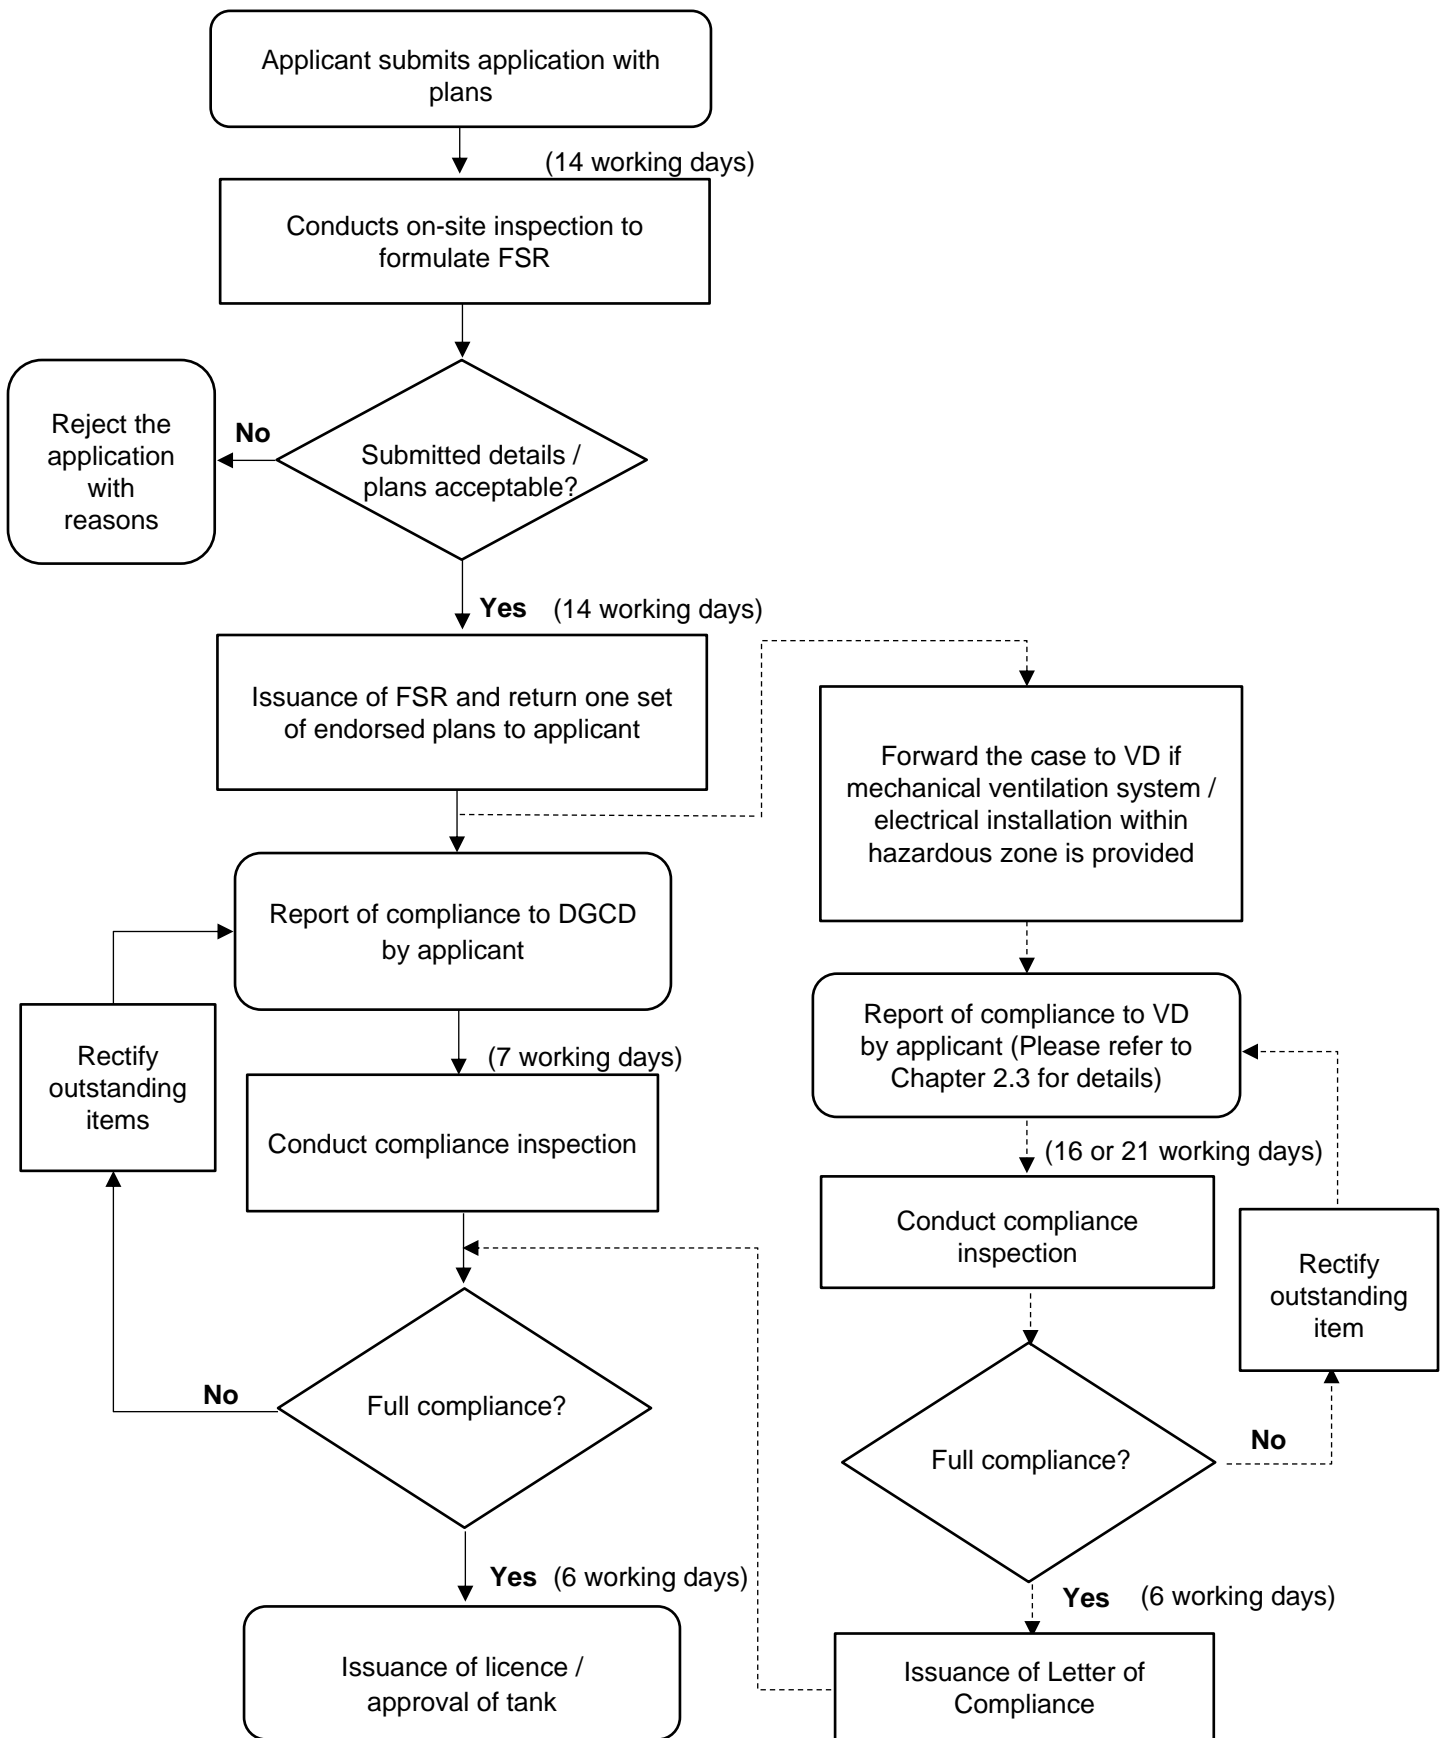 Applicant submits application with
plans
(14 working days)
Conducts on-site inspection to
formulate FSR
Reject the
application
with
reasons
No
Submitted details /
plans acceptable?
Yes (14 working days)
Issuance of FSR and return one set
of endorsed plans to applicant
Forward the case to VD if
mechanical ventilation system /
electrical installation within
hazardous zone is provided
Report of compliance to DGCD
by applicant
Report of compliance to VD
by applicant (Please refer to
Chapter 2.3 for details)
Rectify
outstanding
items
(7 working days)
Conduct compliance inspection
(16 or 21 working days)
Conduct compliance
inspection
Rectify
outstanding
item
No
Full compliance?
Full compliance?
No
Yes (6 working days)
Yes (6 working days)
Issuance of licence /
approval of tank
Issuance of Letter of
Compliance